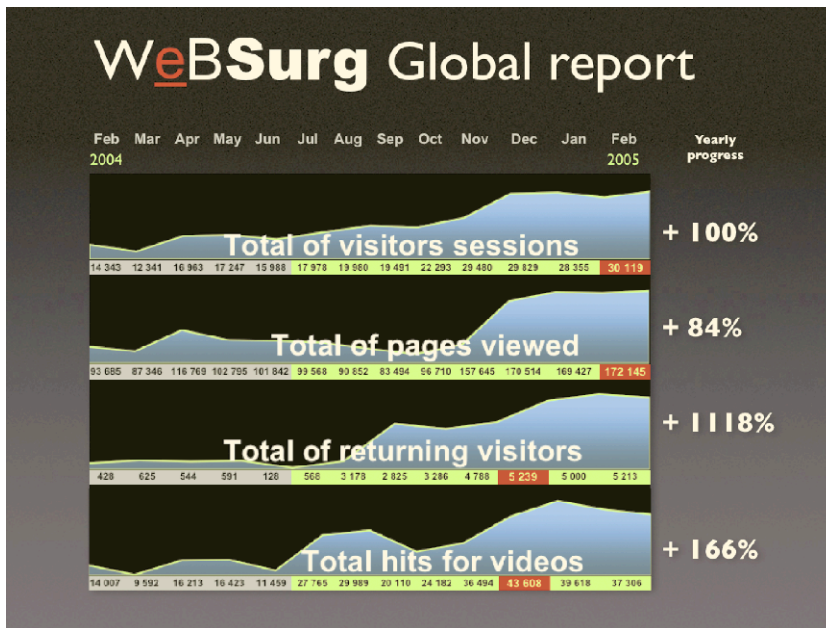 WeBSurg Global report
Feb Mar Apr May Jun Jul Aug Sep Oct Nov Dec Jan Feb Yearly
2004 2005 progress
Total of visitors sessions + 100%
14 343 12 341 16 963 17 247 15 988 17 978 19 980 19 491 22 293 29 480 29 829 28 355 30 119
Total of pages viewed + 84%
93 685 87 346 116 769 102 795 101 842 99 568 90 852 83 494 96 710 157 645 170 514 169 427 172 145
Total of returning visitors + 1118%
428 625 544 591 128 568 3 178 2 825 3 286 4 788 5 239 5 000 5 213
Total hits for videos + 166%
14 007 9 592 16 213 16 423 11 459 27 765 29 989 20 110 24 182 36 494 43 608 39 618 37 306